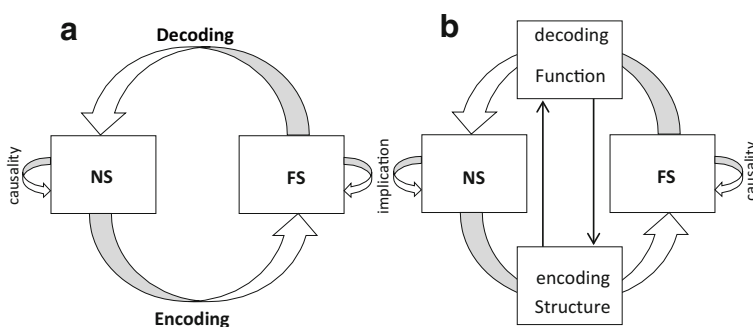 a
Decoding
causality
NS
FS
implication
Encoding
b
decoding
Function
NS
FS
causality
encoding
Structure